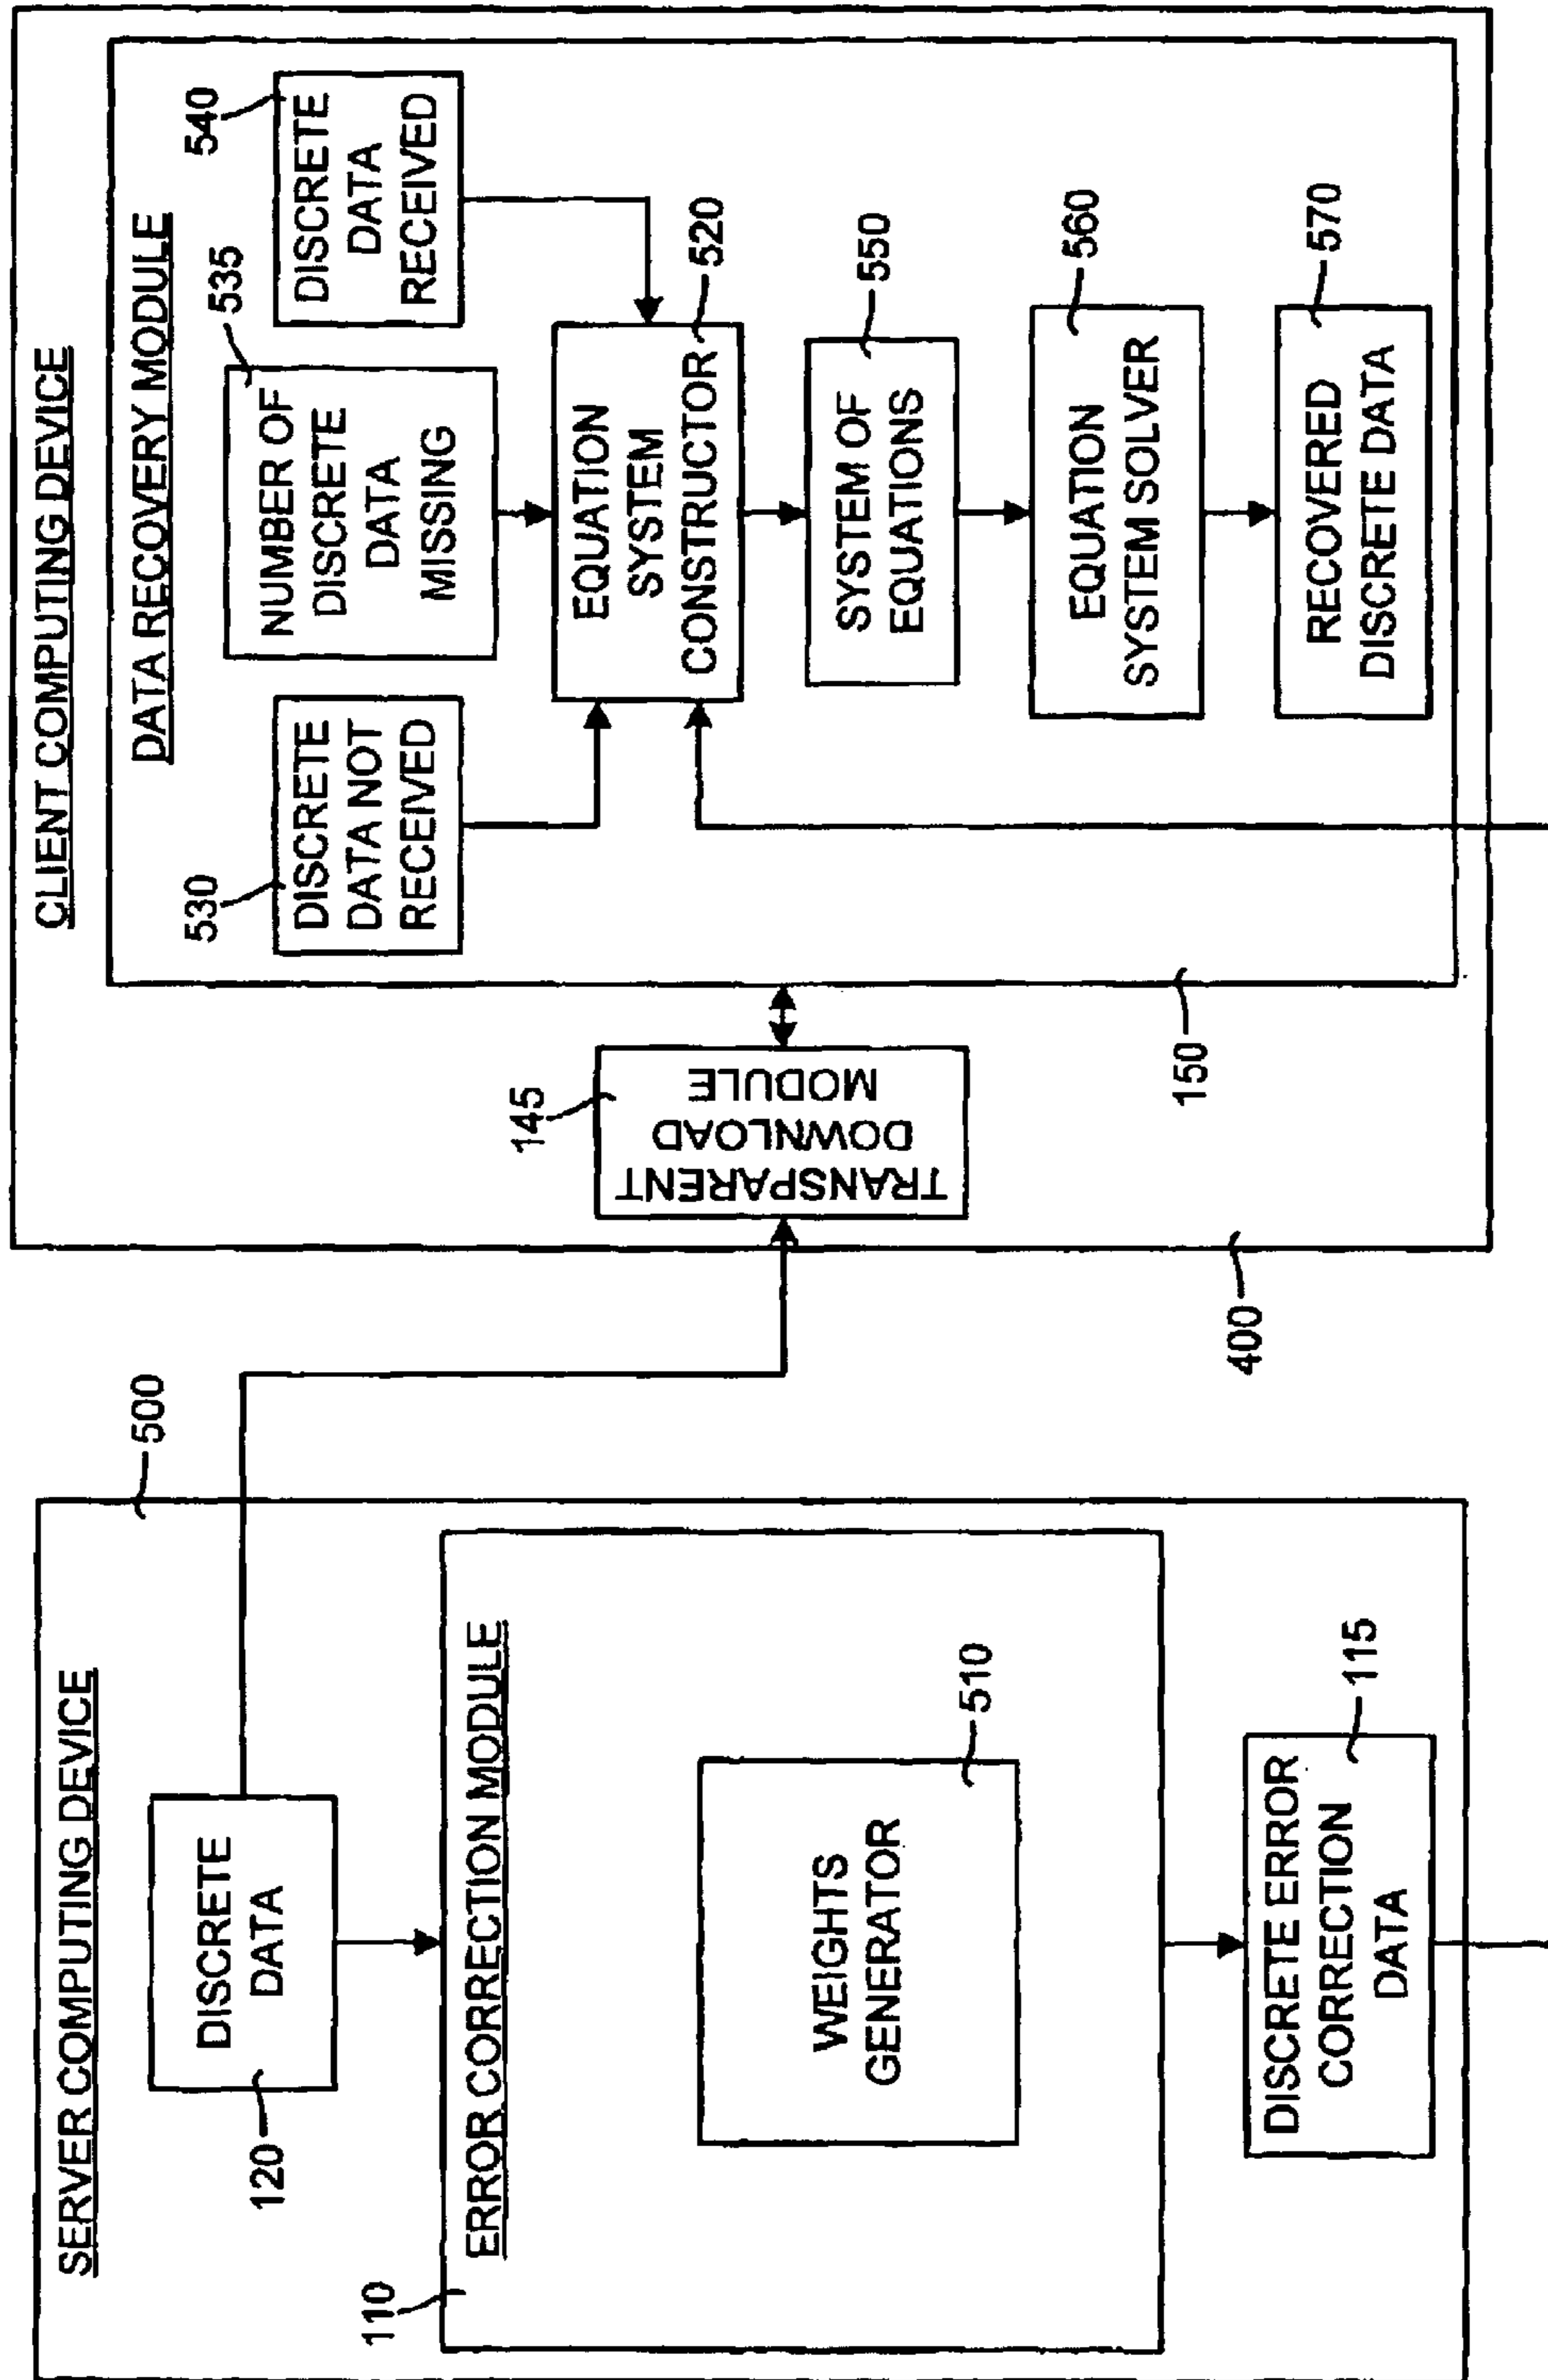 SERVER COMPUTING DEVICE
500
DISCRETE
DATA
120
110
ERROR CORRECTION MODULE
WEIGHTS
GENERATOR
510
DISCRETE ERROR
CORRECTION
DATA
115
CLIENT COMPUTING DEVICE
400
TRANSPARENT
DOWNLOAD
MODULE
145
DATA RECOVERY MODULE
150
530
DISCRETE
DATA NOT
RECEIVED
535
NUMBER OF
DISCRETE
DATA
MISSING
540
DISCRETE
DATA
RECEIVED
EQUATION
SYSTEM
CONSTRUCTOR
520
SYSTEM OF
EQUATIONS
550
EQUATION
SYSTEM SOLVER
560
RECOVERED
DISCRETE DATA
570